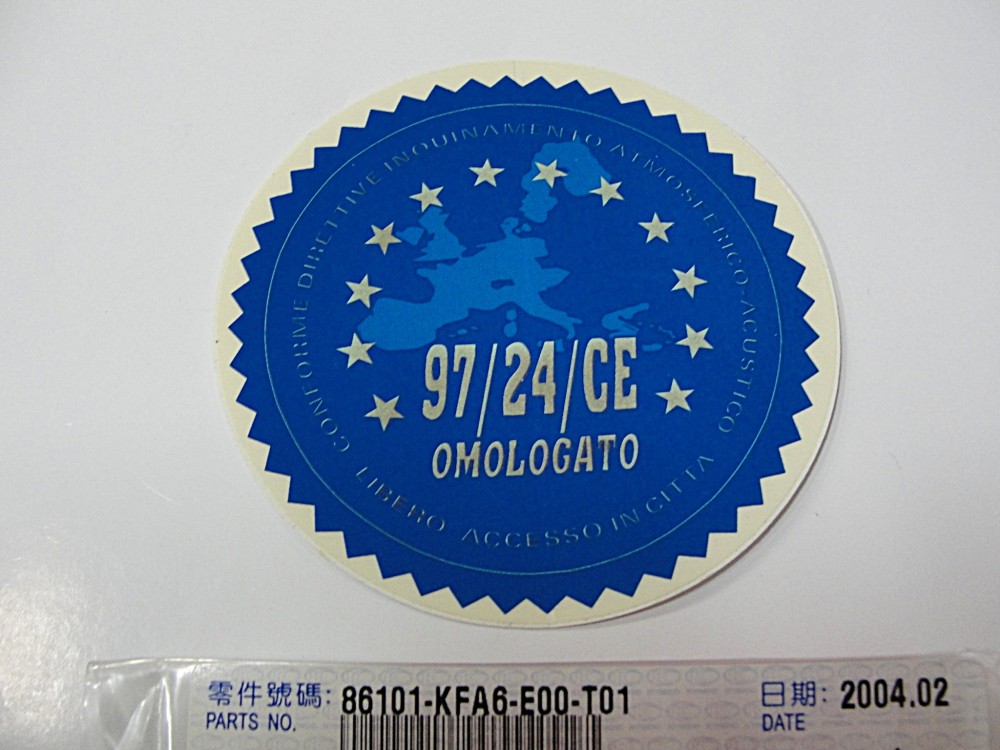 CONFORME DIRETTIVE INQUINAMENTO ATMOSFERICO-ACUSTICO
97/24/CE
OMOLOGATO
LIBERO ACCESSO IN CITTA
零件號碼: 86101-KFA6-E00-T01
PARTS NO.
日期: 2004.02
DATE